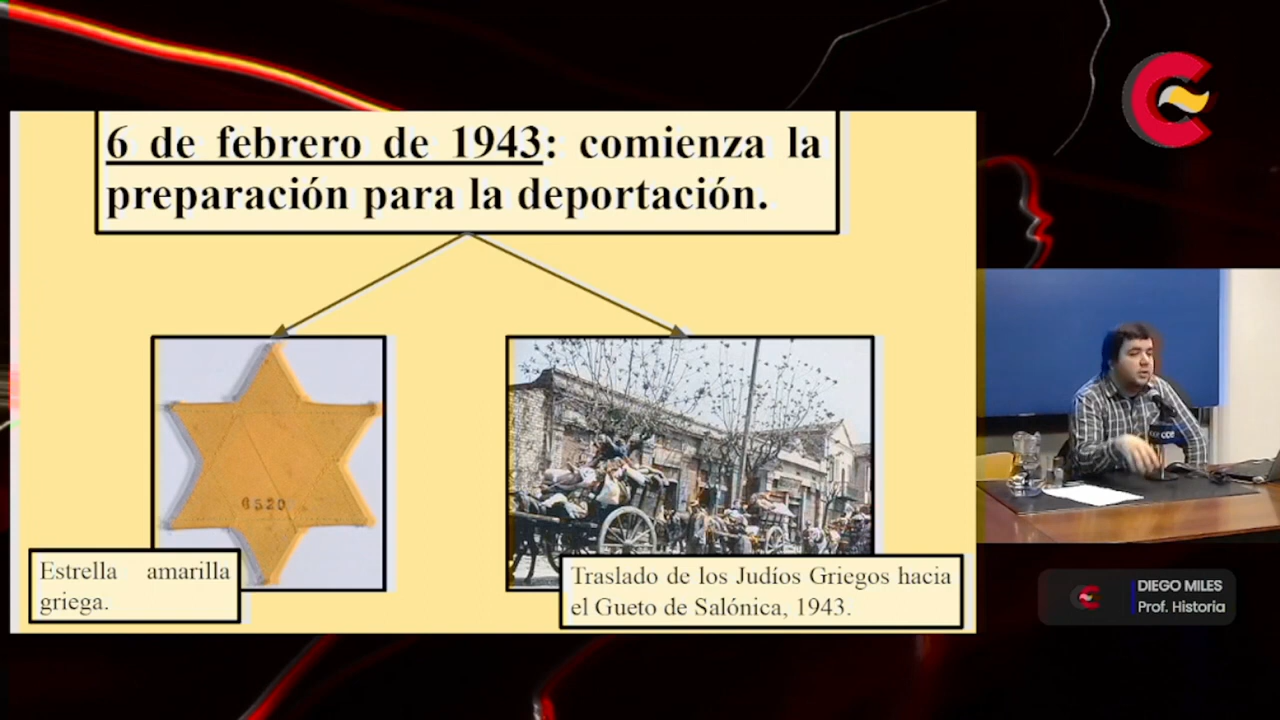 6 de febrero de 1943: comienza la
preparación para la deportación.
6520
Estrella amarilla
griega.
Traslado de los Judíos Griegos hacia
el Gueto de Salónica, 1943.
DIEGO MILES
Prof. Historia